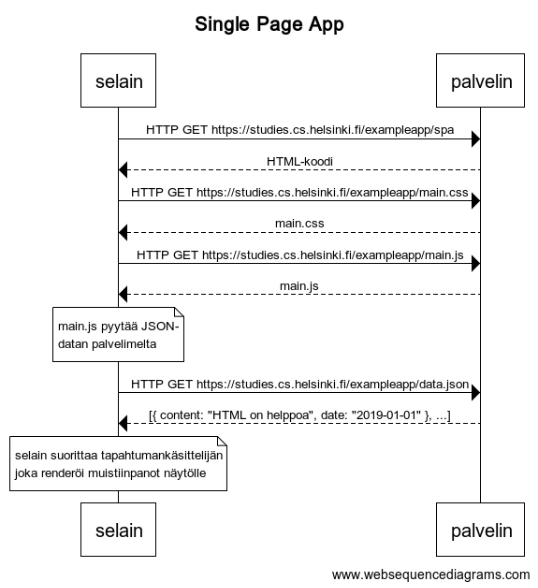 Single Page App
selain palvelin
HTTP GET https://studies.cs.helsinki.fi/exampleapp/spa
HTML-koodi
HTTP GET https://studies.cs.helsinki.fi/exampleapp/main.css
main.css
HTTP GET https://studies.cs.helsinki.fi/exampleapp/main.js
main.js
main.js pyytää JSON-
datan palvelimelta
HTTP GET https://studies.cs.helsinki.fi/exampleapp/data.json
[{ content: "HTML on helppoa", date: "2019-01-01" }, ...]
selain suorittaa tapahtumankäsittelijän
joka renderöi muistiinpanot näytölle
selain palvelin
www.websequencediagrams.com